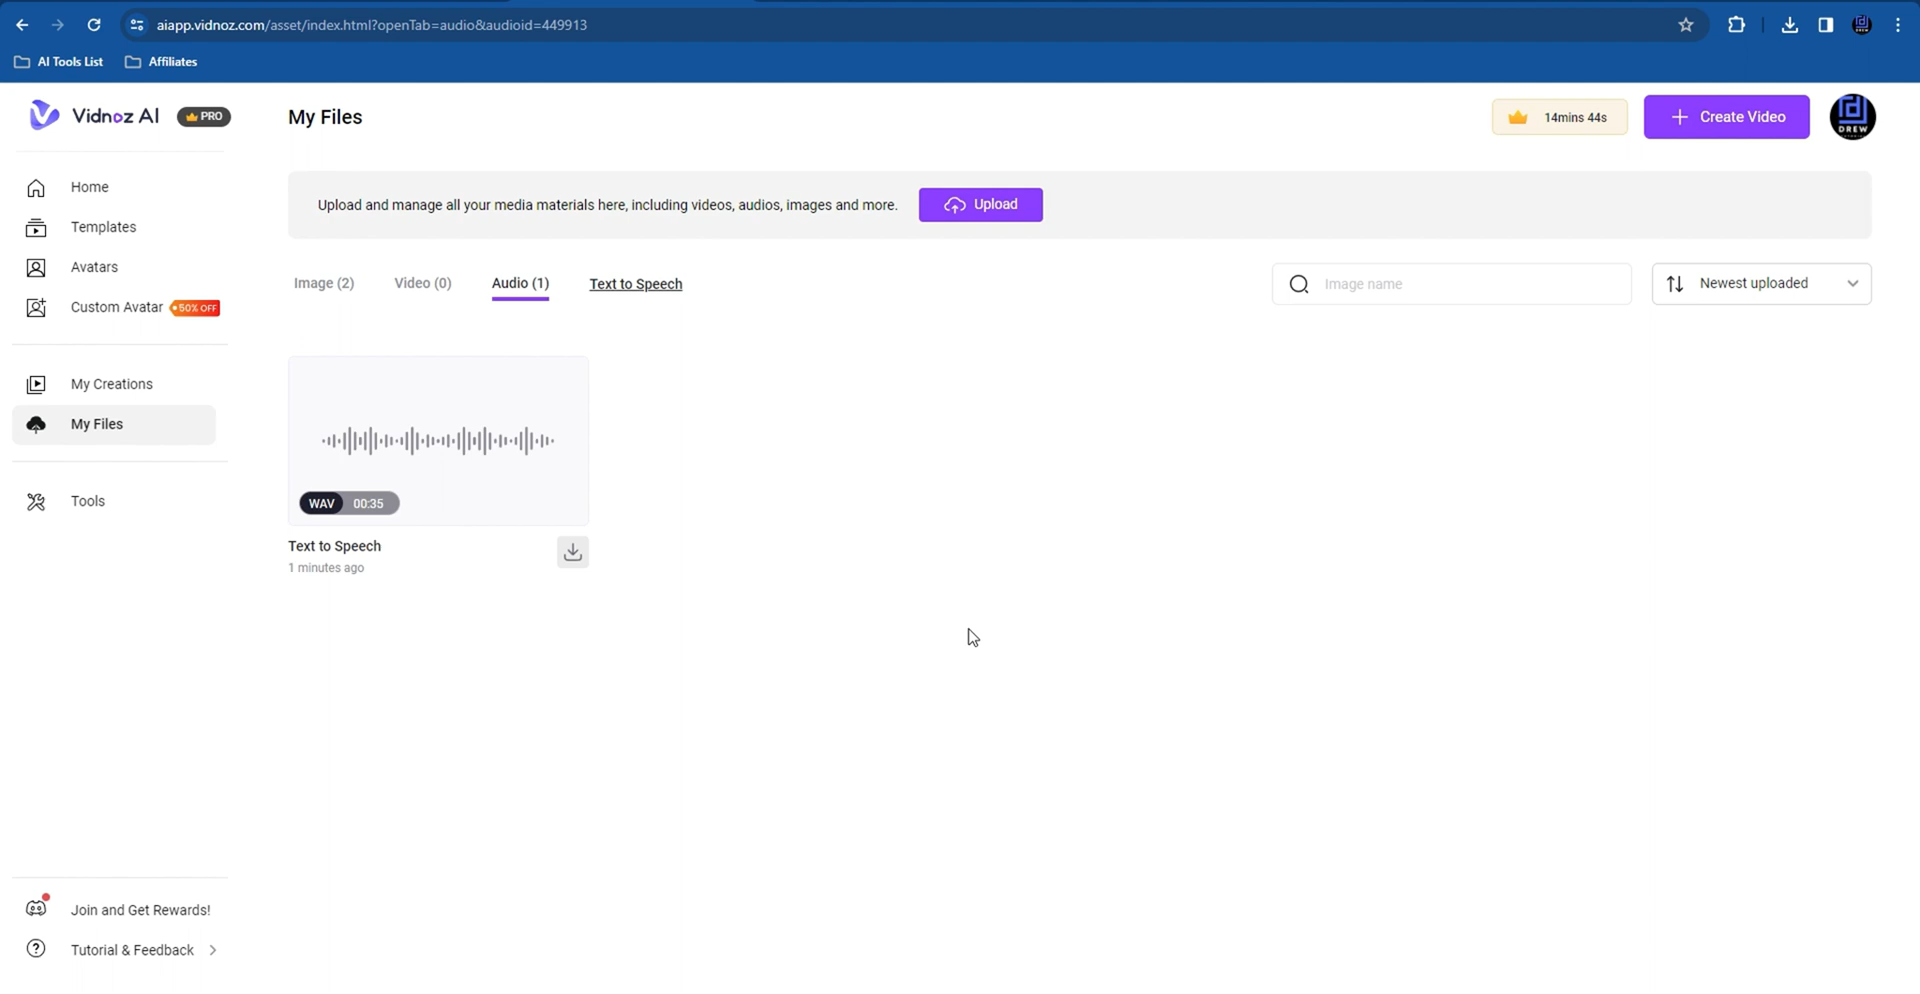 aiapp.vidnoz.com/asset/index.html?openTab=audio&audioid=449913
AI Tools List
Affiliates
Vidnoz AI
PRO
My Files
14mins 44s
Create Video
DREW
Home
Templates
Avatars
Custom Avatar
50% OFF
My Creations
My Files
Tools
Upload and manage all your media materials here, including videos, audios, images and more.
Upload
Image (2)
Video (0)
Audio (1)
Text to Speech
Image name
Newest uploaded
WAV 00:35
Text to Speech
1 minutes ago
Join and Get Rewards!
Tutorial & Feedback